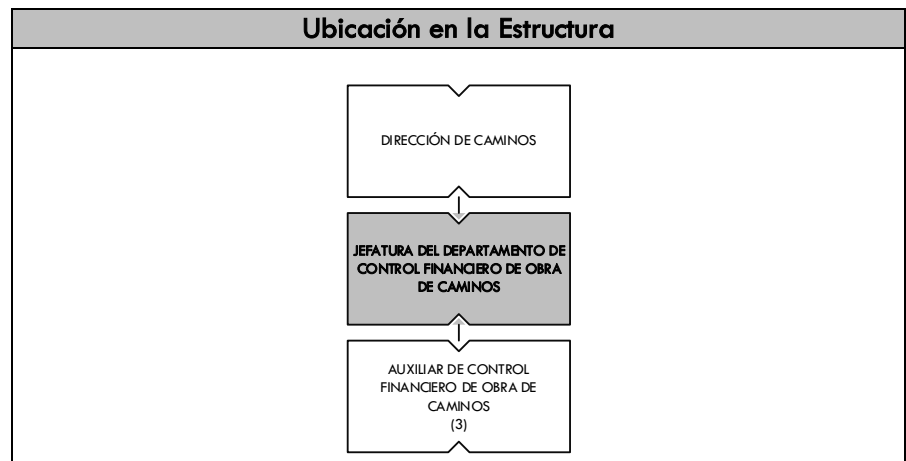 Ubicación en la Estructura
DIRECCIÓN DE CAMINOS
JEFATURA DEL DEPARTAMENTO DE
CONTROL FINANCIERO DE OBRA
DE CAMINOS
AUXILIAR DE CONTROL
FINANCIERO DE OBRA DE
CAMINOS
(3)